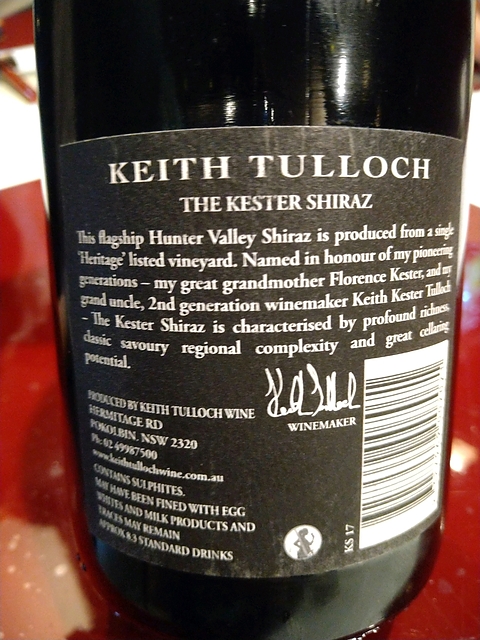 KEITH TULLOCH
THE KESTER SHIRAZ
This flagship Hunter Valley Shiraz is produced from a single
'Heritage' listed vineyard. Named in honour of my pioneering
generations – my great grandmother Florence Kester, and my
grand uncle, 2nd generation winemaker Keith Kester Tulloch
– The Kester Shiraz is characterised by profound richness,
classic savoury regional complexity and great cellaring
potential.
Keith Tulloch
WINEMAKER
PRODUCED BY KEITH TULLOCH WINE
HERMITAGE RD
POKOLBIN. NSW 2320
Ph: 02 49987500
www.keithtullochwine.com.au
CONTAINS SULPHITES.
MAY HAVE BEEN FINED WITH EGG
WHITES AND MILK PRODUCTS AND
TRACES MAY REMAIN
APPROX 8.3 STANDARD DRINKS
KS 17